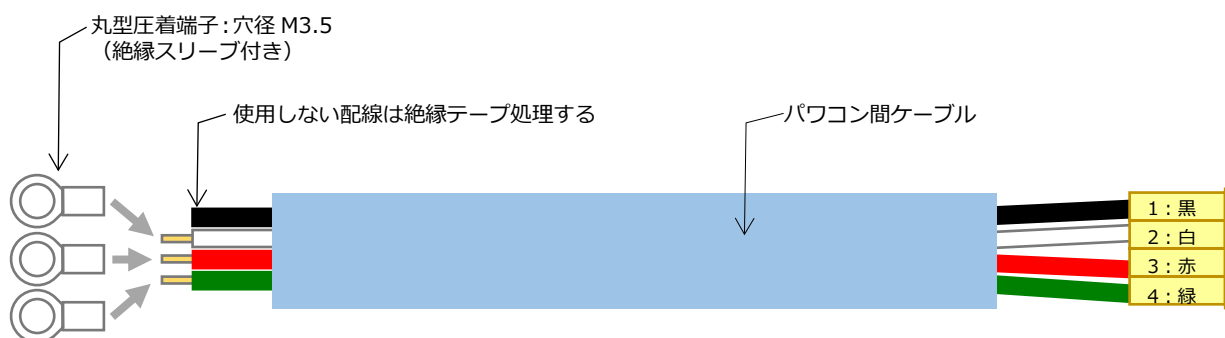 丸型圧着端子：穴径 M3.5
（絶縁スリーブ付き）
使用しない配線は絶縁テープ処理する
パワコン間ケーブル
1：黒
2：白
3：赤
4：緑